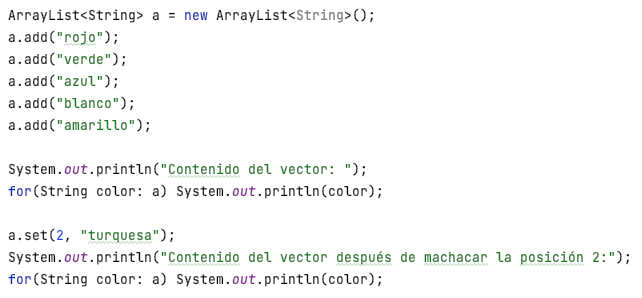 ArrayList<String> a = new ArrayList<String>();
a.add("rojo");
a.add("verde");
a.add("azul");
a.add("blanco");
a.add("amarillo");
System.out.println("Contenido del vector: ");
for(String color: a) System.out.println(color);
a.set(2, "turquesa");
System.out.println("Contenido del vector después de machacar la posición 2:");
for(String color: a) System.out.println(color);